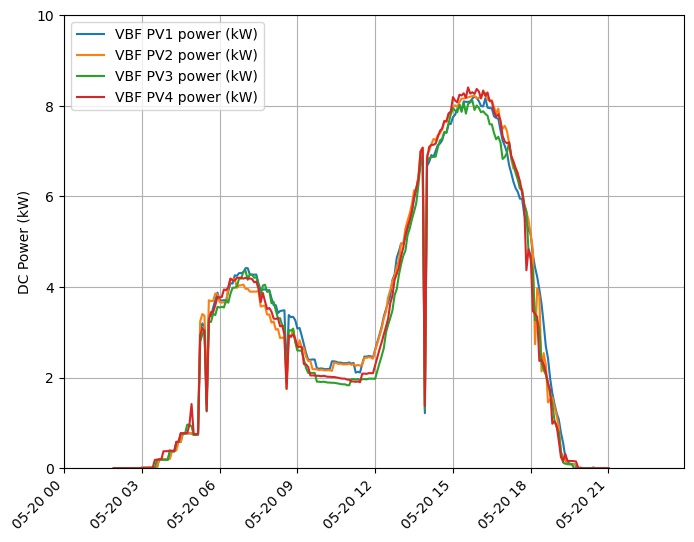 VBF PV1 power (kW)
VBF PV2 power (kW)
VBF PV3 power (kW)
VBF PV4 power (kW)
DC Power (kW)
10
8
6
4
2
0
05-20 00
05-20 03
05-20 06
05-20 09
05-20 12
05-20 15
05-20 18
05-20 21